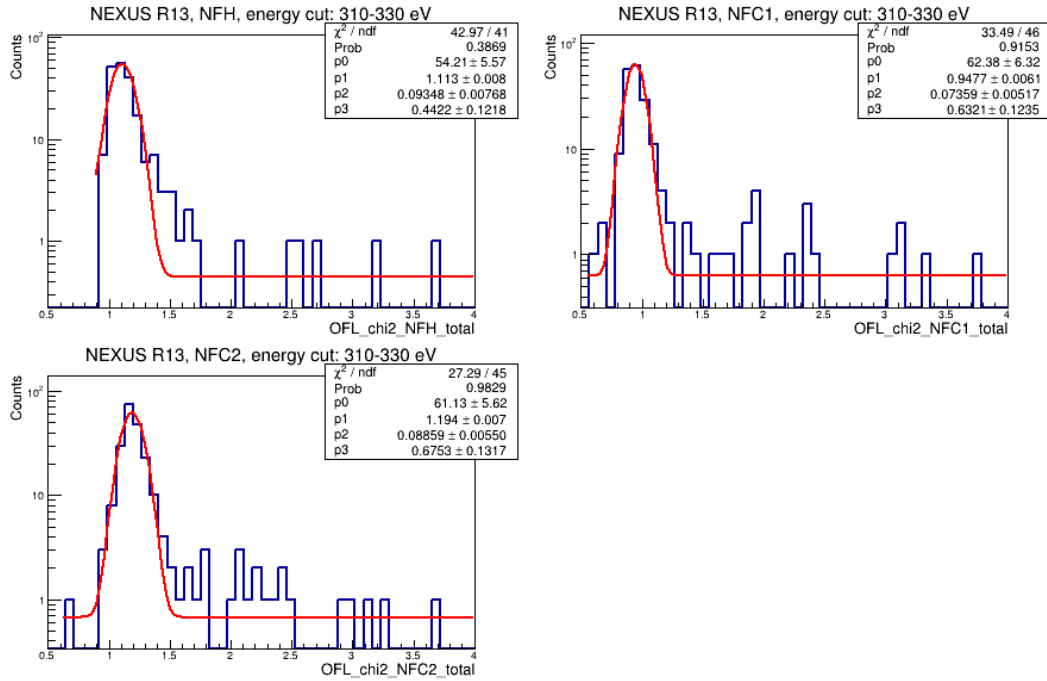 NEXUS R13, NFH, energy cut: 310-330 eV
χ² / ndf 42.97 / 41
Prob 0.3869
p0 54.21 ± 5.57
p1 1.113 ± 0.008
p2 0.09348 ± 0.00768
p3 0.4422 ± 0.1218
Counts
10²
10
1
0.5 1 1.5 2 2.5 3 3.5 4
OFL_chi2_NFH_total
NEXUS R13, NFC1, energy cut: 310-330 eV
χ² / ndf 33.49 / 46
Prob 0.9153
p0 62.38 ± 6.32
p1 0.9477 ± 0.0061
p2 0.07359 ± 0.00517
p3 0.6321 ± 0.1235
Counts
10²
10
1
0.5 1 1.5 2 2.5 3 3.5 4
OFL_chi2_NFC1_total
NEXUS R13, NFC2, energy cut: 310-330 eV
χ² / ndf 27.29 / 45
Prob 0.9829
p0 61.13 ± 5.62
p1 1.194 ± 0.007
p2 0.08859 ± 0.00550
p3 0.6753 ± 0.1317
Counts
10²
10
1
0.5 1 1.5 2 2.5 3 3.5 4
OFL_chi2_NFC2_total